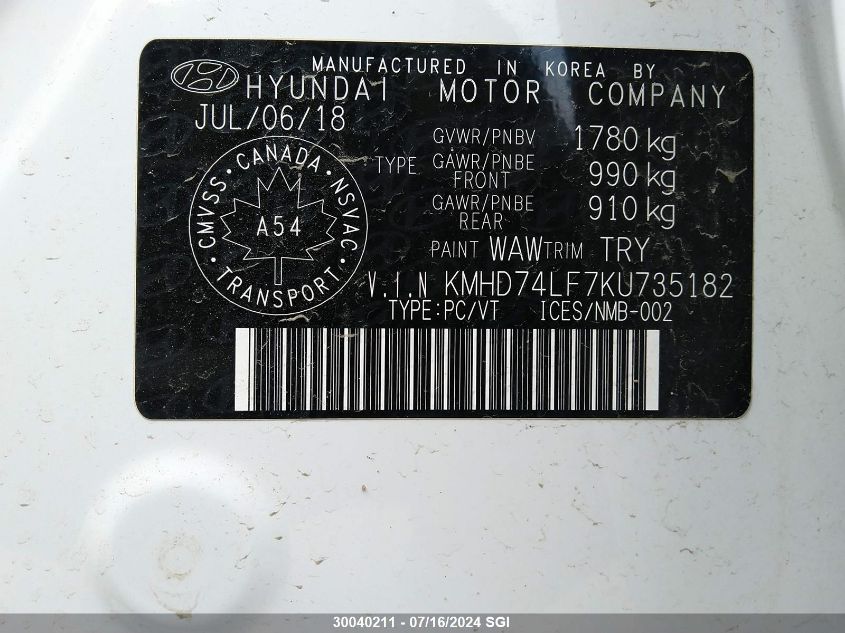 MANUFACTURED IN KOREA BY
HYUNDAI MOTOR COMPANY
JUL/06/18
GVWR/PNBV 1780 kg
TYPE GAWR/PNBE FRONT 990 kg
GAWR/PNBE REAR 910 kg
CMVSS · CANADA · NSVAC · TRANSPORT ·
A54
PAINT WAW TRIM TRY
V.I.N KMHD74LF7KU735182
TYPE:PC/VT ICES/NMB-002
30040211 - 07/16/2024 SGI